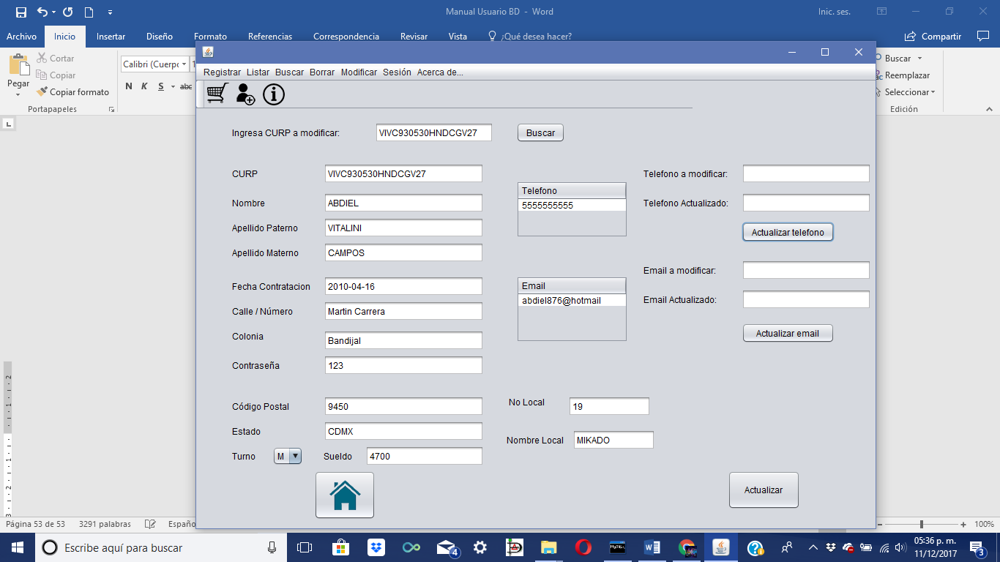 Manual Usuario BD - Word
Inic. ses.
Archivo Inicio Insertar Diseño Formato Referencias Correspondencia Revisar Vista ¿Qué desea hacer? Compartir
Pegar
Cortar
Copiar
Copiar formato
Portapapeles
Calibri (Cuerpo
N K S abc
Buscar
Reemplazar
Seleccionar
Edición
Registrar Listar Buscar Borrar Modificar Sesión Acerca de...
Ingresa CURP a modificar: VIVC930530HNDCGV27 Buscar
CURP VIVC930530HNDCGV27
Nombre ABDIEL
Apellido Paterno VITALINI
Apellido Materno CAMPOS
Fecha Contratacion 2010-04-16
Calle / Número Martin Carrera
Colonia Bandijal
Contraseña 123
Código Postal 9450
Estado CDMX
Turno M Sueldo 4700
Telefono
5555555555
Email
abdiel876@hotmail
No Local 19
Nombre Local MIKADO
Telefono a modificar:
Telefono Actualizado:
Actualizar telefono
Email a modificar:
Email Actualizado:
Actualizar email
Actualizar
Página 53 de 53 3291 palabras Españo
100%
Escribe aquí para buscar
4
05:36 p. m.
11/12/2017
3